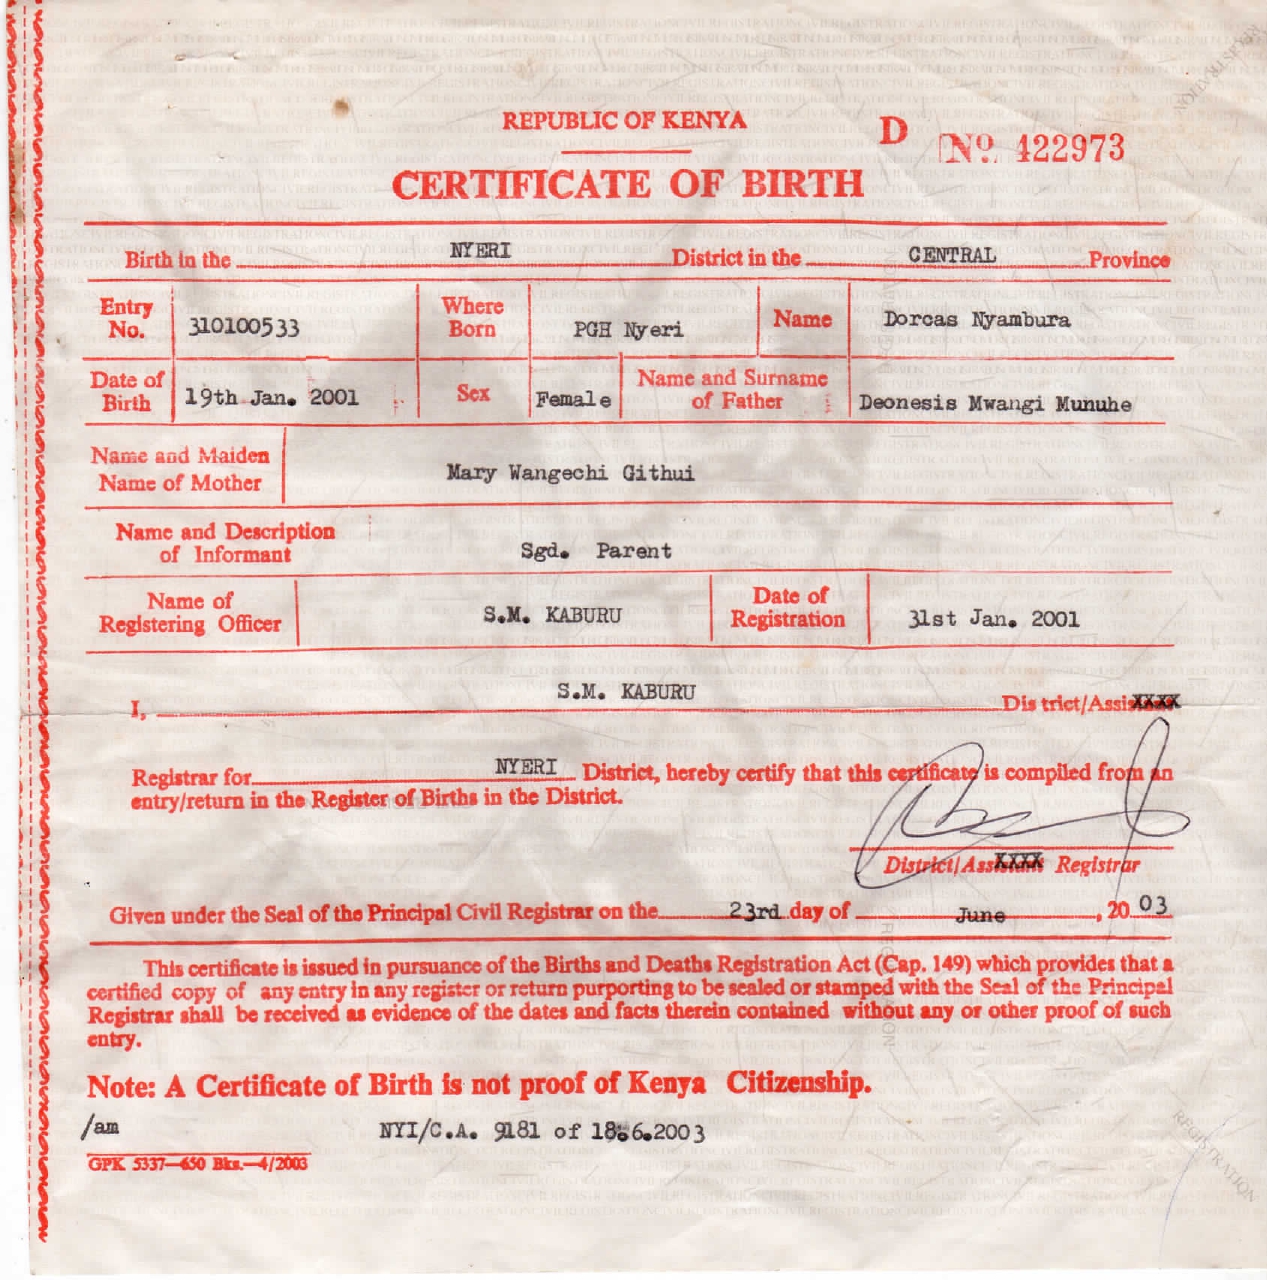 REPUBLIC OF KENYA
D No. 422973
CERTIFICATE OF BIRTH
Birth in the NYERI District in the CENTRAL Province
Entry No. 310100533 Where Born PGH Nyeri Name Dorcas Nyambura
Date of Birth 19th Jan. 2001 Sex Female Name and Surname of Father Deonesis Mwangi Munuhe
Name and Maiden Name of Mother Mary Wangechi Githui
Name and Description of Informant Sgd. Parent
Name of Registering Officer S.M. KABURU Date of Registration 31st Jan. 2001
I, S.M. KABURU District/Assi XXXX
Registrar for NYERI District, hereby certify that this certificate is compiled from an
entry/return in the Register of Births in the District.
District/Ass XXXX Registrar
Given under the Seal of the Principal Civil Registrar on the 23rd day of June, 2003
This certificate is issued in pursuance of the Births and Deaths Registration Act (Cap. 149) which provides that a
certified copy of any entry in any register or return purporting to be sealed or stamped with the Seal of the Principal
Registrar shall be received as evidence of the dates and facts therein contained without any or other proof of such
entry.
Note: A Certificate of Birth is not proof of Kenya Citizenship.
/am NYI/C.A. 9181 of 18.6.2003
GPK 5337—650 Bks.—4/2003